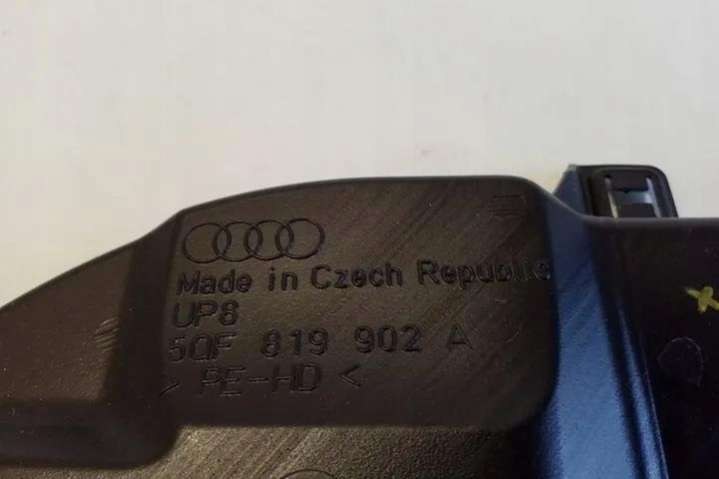 Made in Czech Republic
UP8
5QF 819 902 A
> PE-HD <